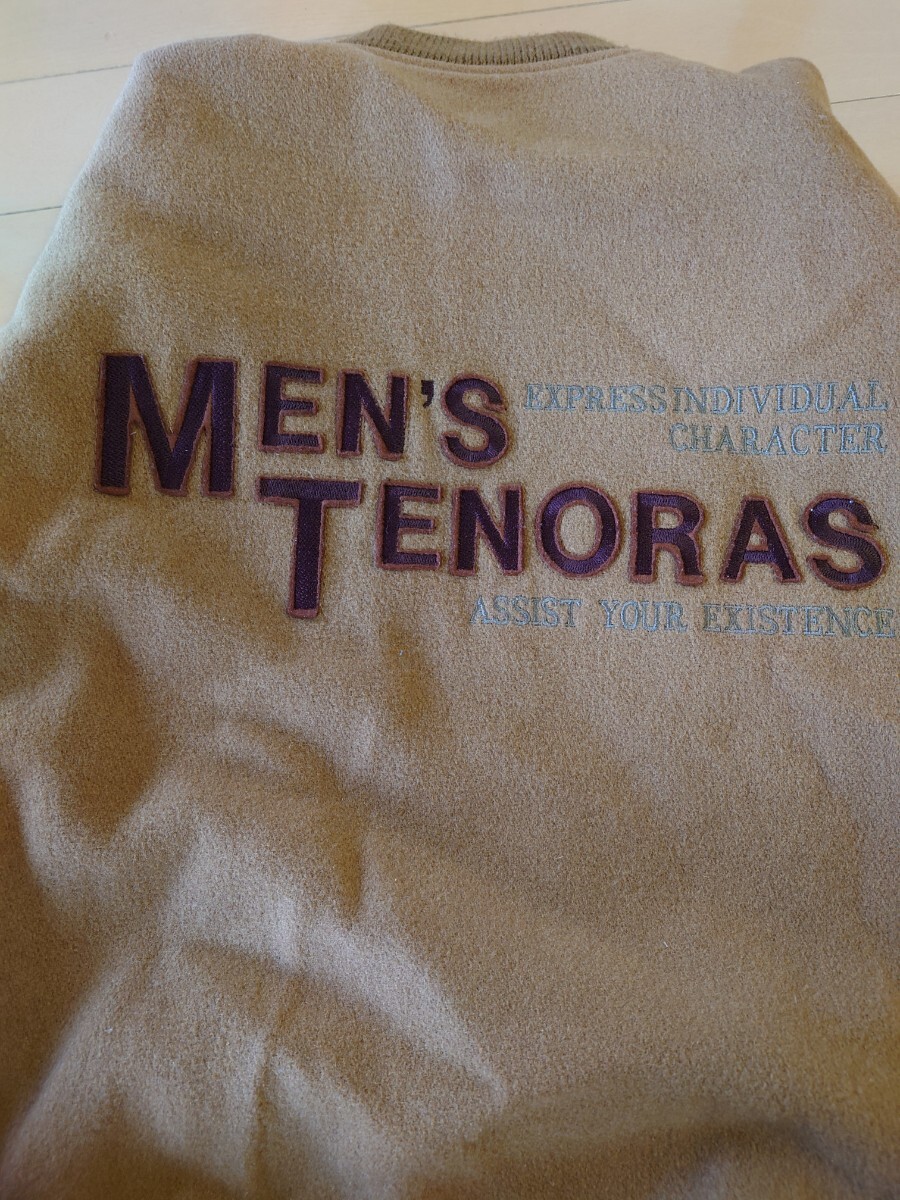 MEN'S
EXPRESS INDIVIDUAL
CHARACTER
TENORAS
ASSIST YOUR EXISTENCE